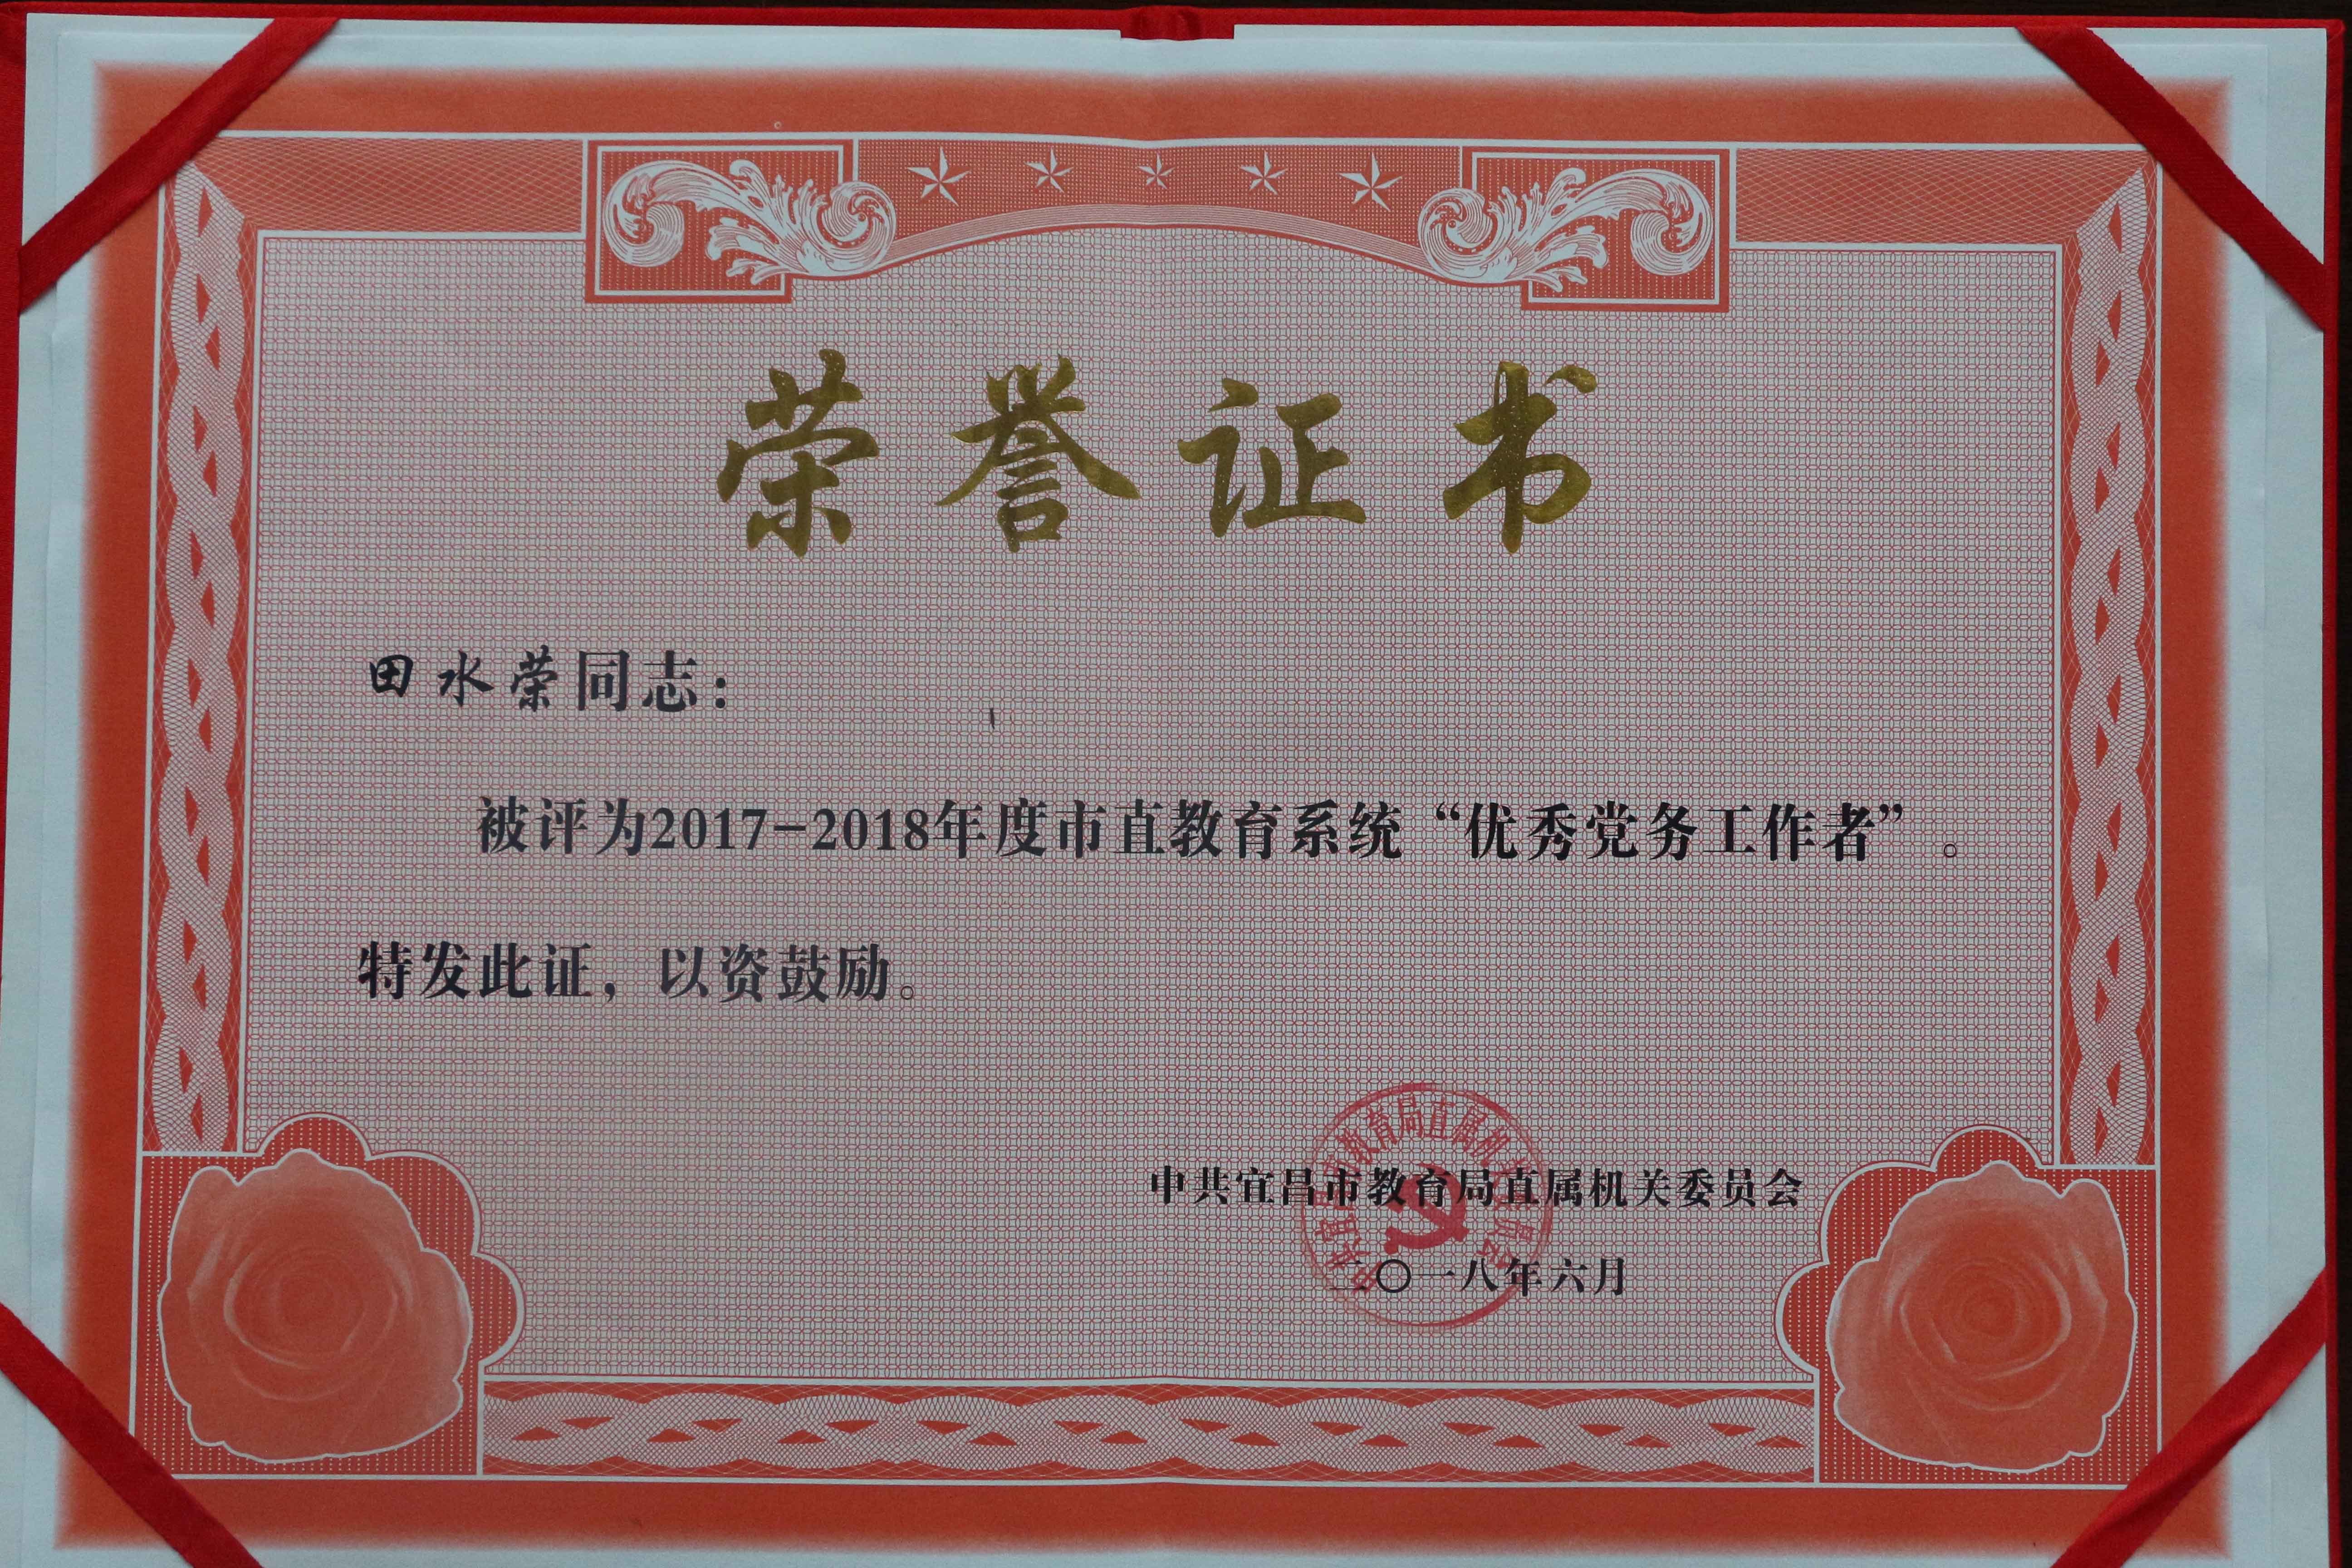 荣誉证书
田水荣同志：
被评为2017-2018年度市直教育系统“优秀党务工作者”。
特发此证，以资鼓励。
中共宜昌市教育局直属机关委员会
二〇一八年六月